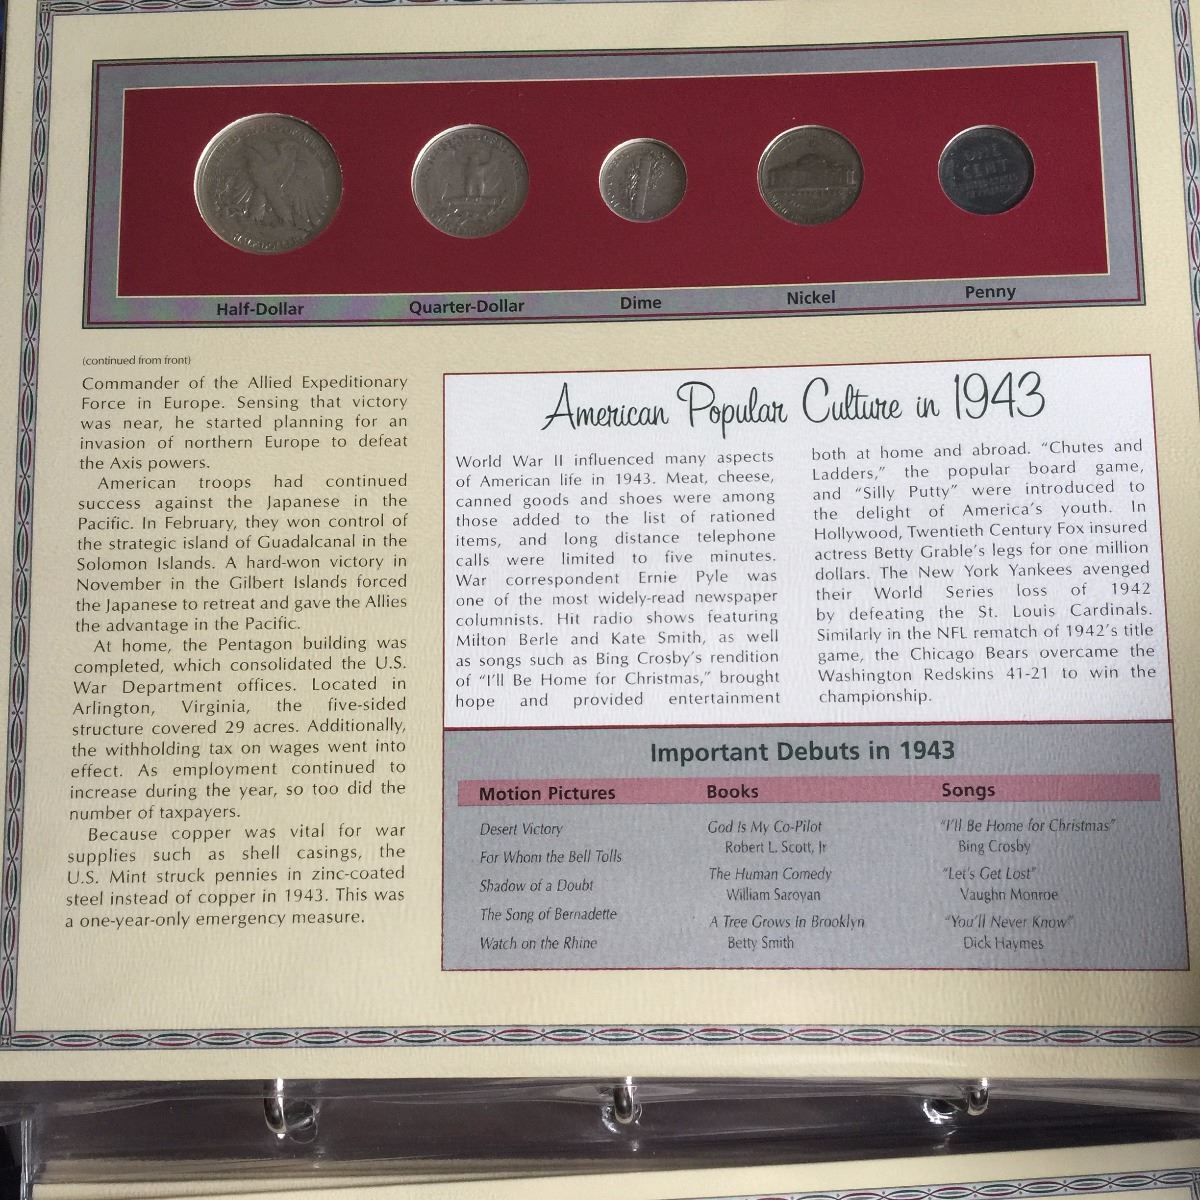 ONE
CENT
Half-Dollar
Quarter-Dollar
Dime
Nickel
Penny
(continued from front)
Commander of the Allied Expeditionary
Force in Europe. Sensing that victory
was near, he started planning for an
invasion of northern Europe to defeat
the Axis powers.
American troops had continued
success against the Japanese in the
Pacific. In February, they won control of
the strategic island of Guadalcanal in the
Solomon Islands. A hard-won victory in
November in the Gilbert Islands forced
the Japanese to retreat and gave the Allies
the advantage in the Pacific.
At home, the Pentagon building was
completed, which consolidated the U.S.
War Department offices. Located in
Arlington, Virginia, the five-sided
structure covered 29 acres. Additionally,
the withholding tax on wages went into
effect. As employment continued to
increase during the year, so too did the
number of taxpayers.
Because copper was vital for war
supplies such as shell casings, the
U.S. Mint struck pennies in zinc-coated
steel instead of copper in 1943. This was
a one-year-only emergency measure.
American Popular Culture in 1943
World War II influenced many aspects
of American life in 1943. Meat, cheese,
canned goods and shoes were among
those added to the list of rationed
items, and long distance telephone
calls were limited to five minutes.
War correspondent Ernie Pyle was
one of the most widely-read newspaper
columnists. Hit radio shows featuring
Milton Berle and Kate Smith, as well
as songs such as Bing Crosby's rendition
of "I'll Be Home for Christmas," brought
hope and provided entertainment
both at home and abroad. "Chutes and
Ladders," the popular board game,
and "Silly Putty" were introduced to
the delight of America's youth. In
Hollywood, Twentieth Century Fox insured
actress Betty Grable's legs for one million
dollars. The New York Yankees avenged
their World Series loss of 1942
by defeating the St. Louis Cardinals.
Similarly in the NFL rematch of 1942's title
game, the Chicago Bears overcame the
Washington Redskins 41-21 to win the
championship.
Important Debuts in 1943
Motion Pictures
Desert Victory
For Whom the Bell Tolls
Shadow of a Doubt
The Song of Bernadette
Watch on the Rhine
Books
God Is My Co-Pilot
Robert L. Scott, Jr
The Human Comedy
William Saroyan
A Tree Grows In Brooklyn
Betty Smith
Songs
"I'll Be Home for Christmas"
Bing Crosby
"Let's Get Lost"
Vaughn Monroe
"You'll Never Know"
Dick Haymes